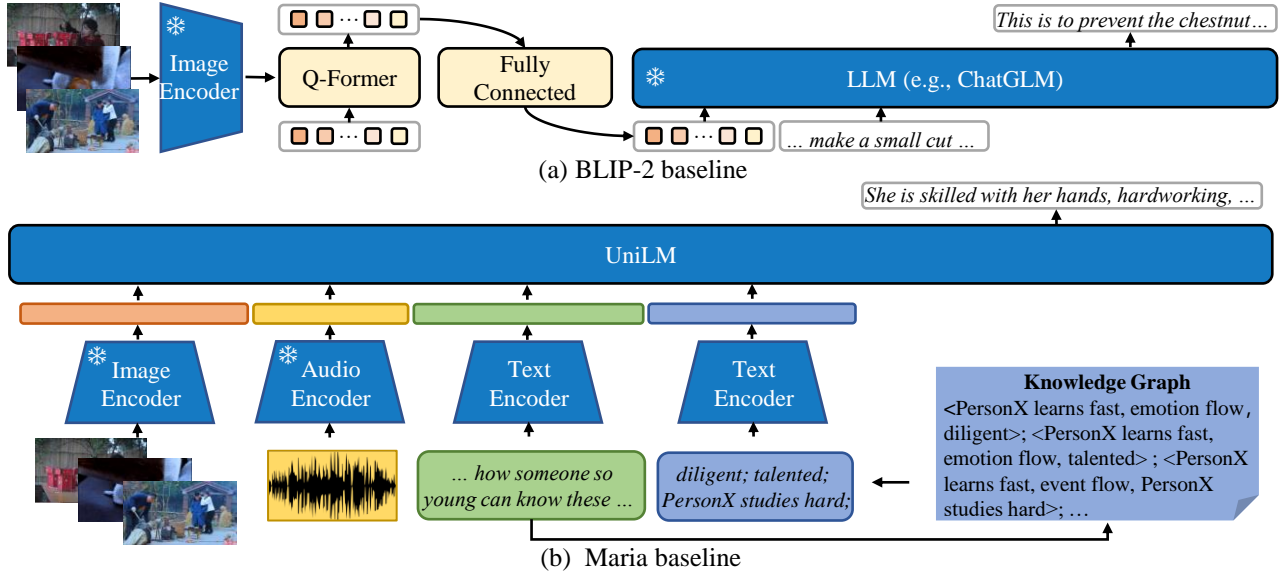 This is to prevent the chestnut…
Image
Encoder
Q-Former
Fully
Connected
LLM (e.g., ChatGLM)
… make a small cut …
(a) BLIP-2 baseline
She is skilled with her hands, hardworking, …
UniLM
Image
Encoder
Audio
Encoder
Text
Encoder
Text
Encoder
… how someone so
young can know these …
diligent; talented;
PersonX studies hard;
Knowledge Graph
<PersonX learns fast, emotion flow,
diligent>; <PersonX learns fast,
emotion flow, talented> ; <PersonX
learns fast, event flow, PersonX
studies hard>; …
(b) Maria baseline